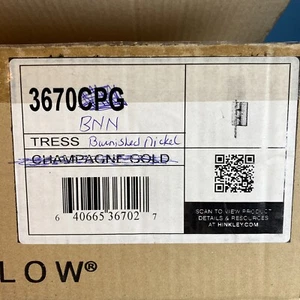 3670CPG
BNN
TRESS Burnished Nickel
CHAMPAGNE GOLD
6 40665 36702 7
SCAN TO VIEW PRODUCT
DETAILS & RESOURCES
AT HINKLEY.COM
LOW®